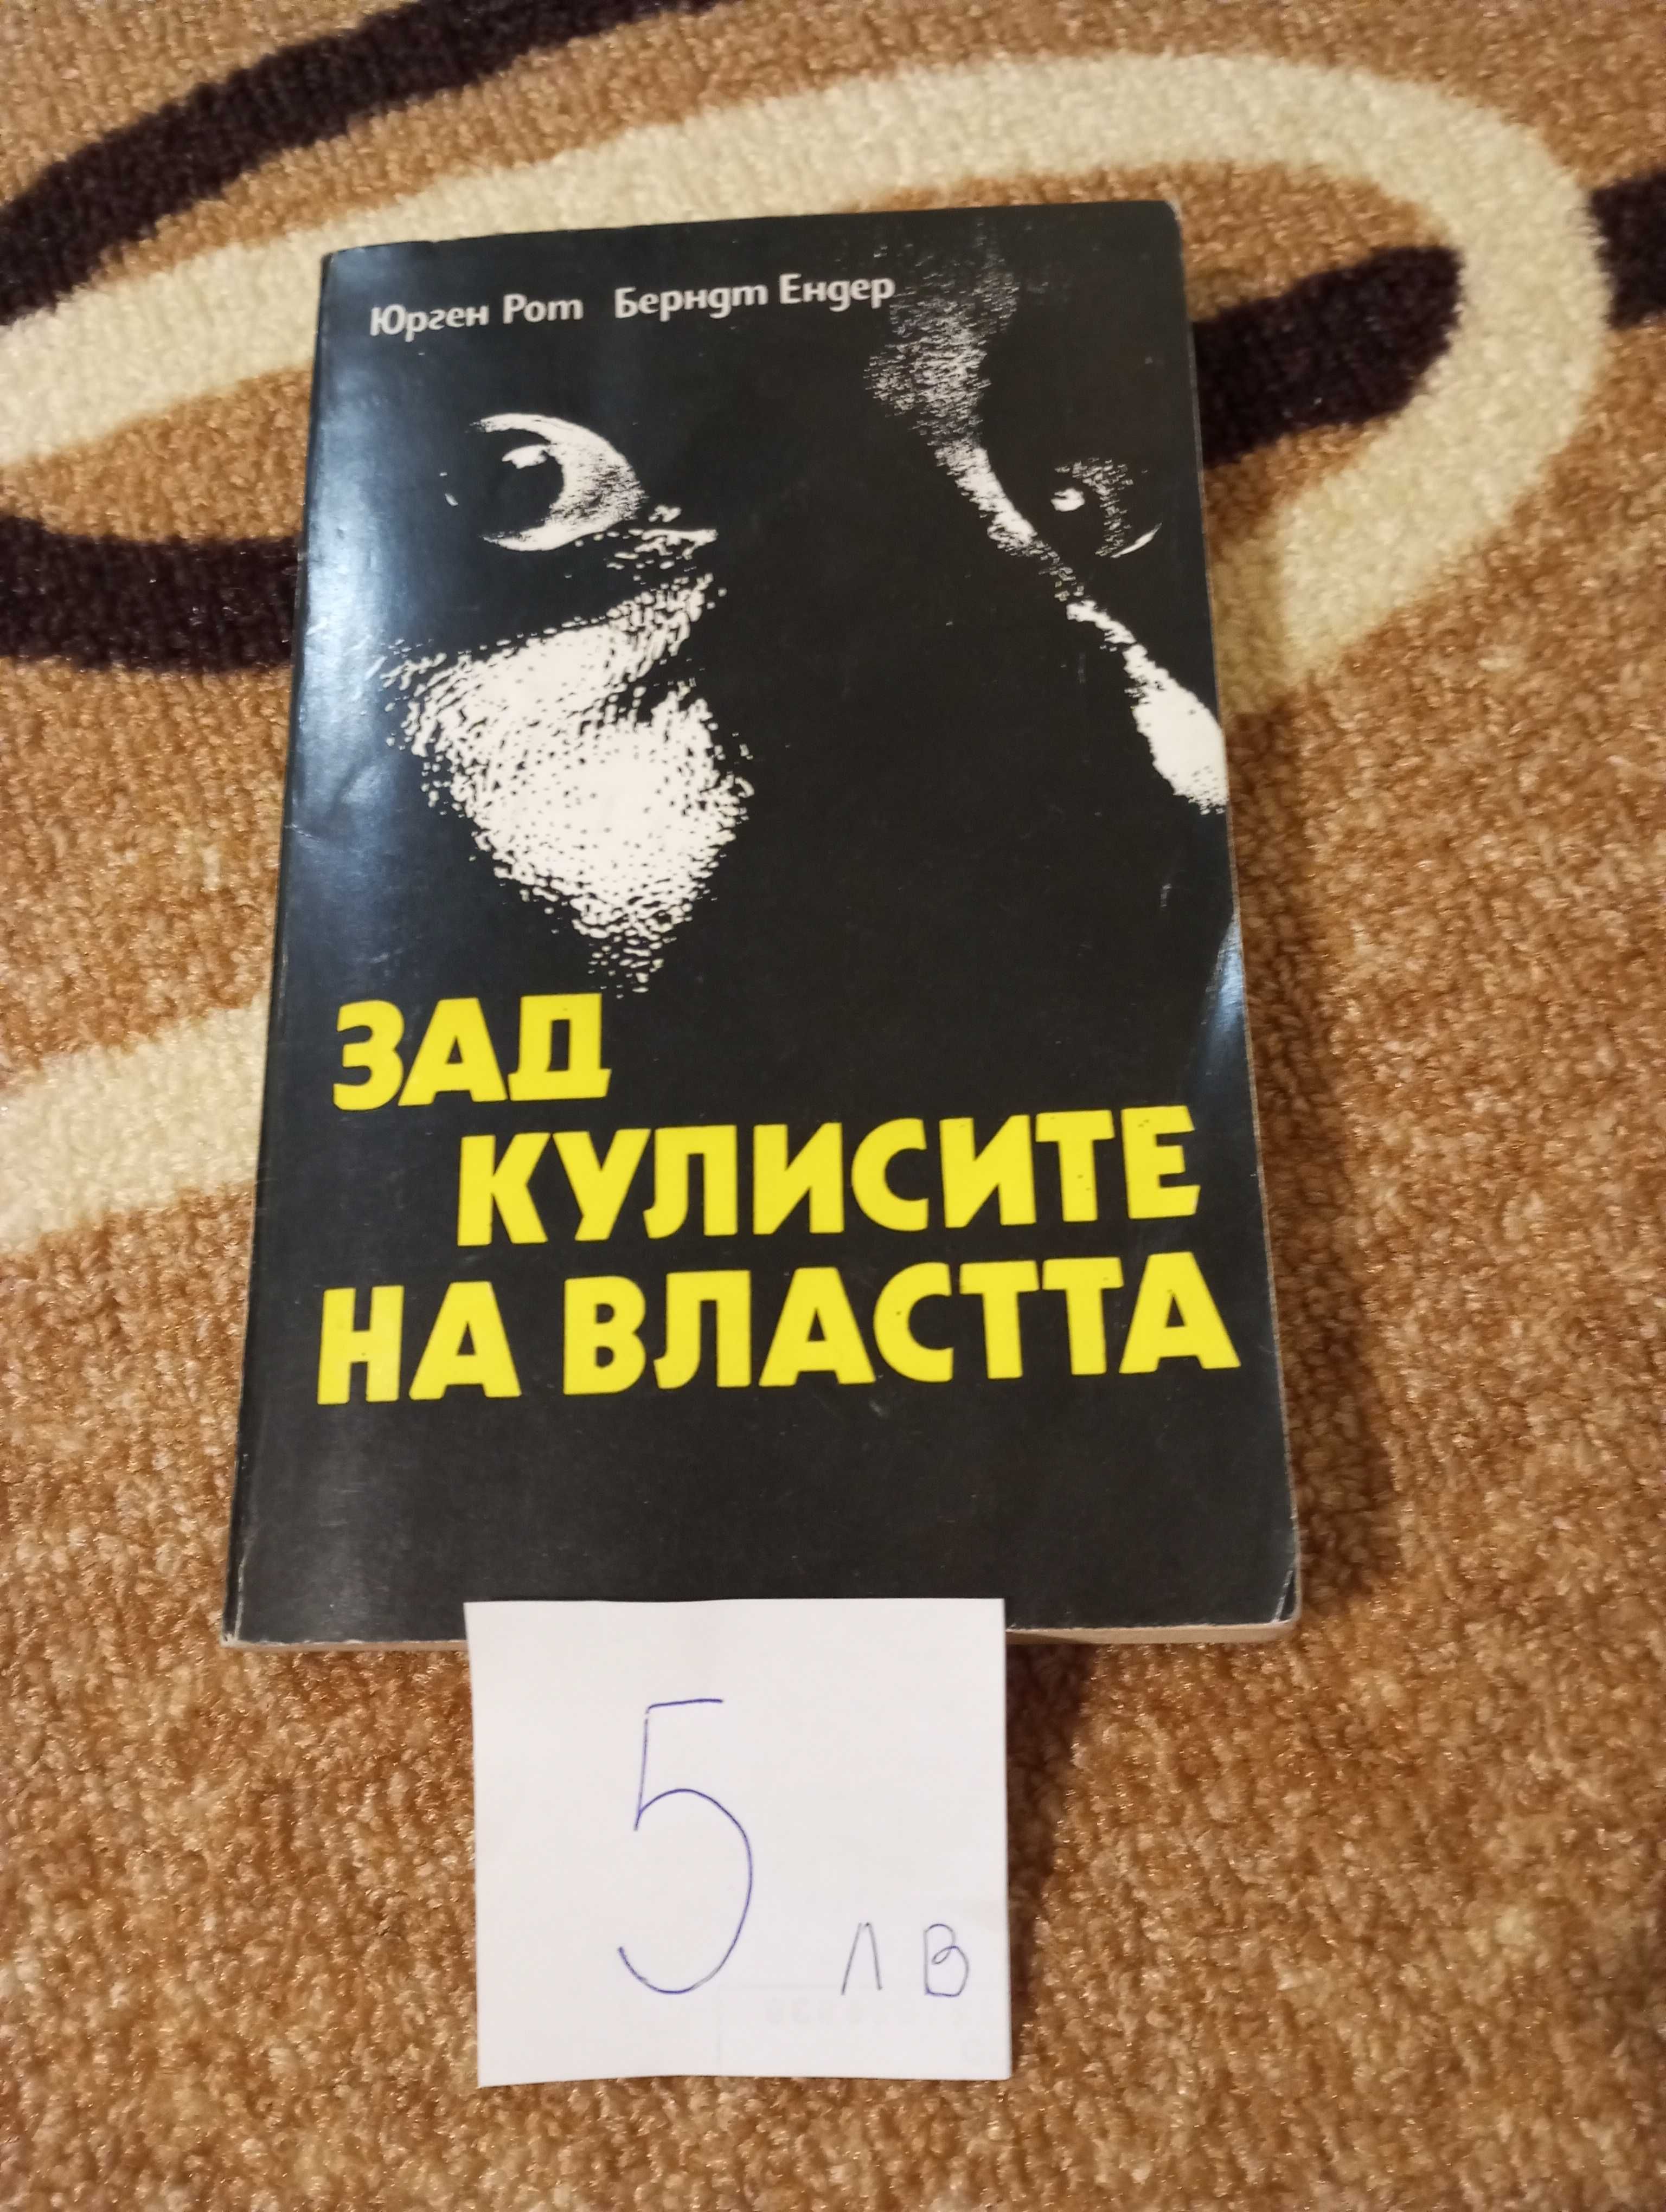 Юрген Рот Берндт Ендер
ЗАД
КУЛИСИТЕ
НА ВЛАСТТА
5 лв